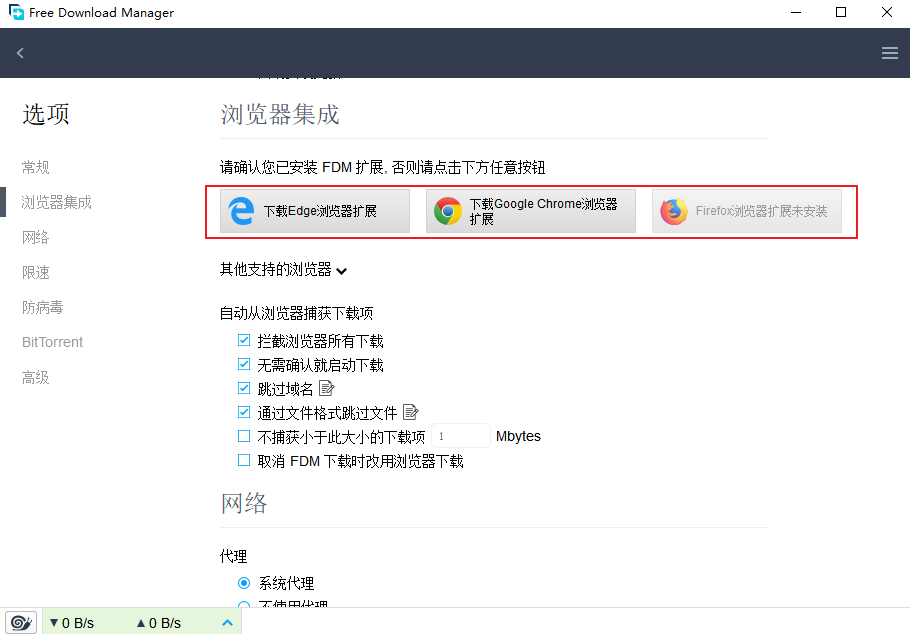 Free Download Manager
选项
常规
浏览器集成
网络
限速
防病毒
BitTorrent
高级
浏览器集成
请确认您已安装 FDM 扩展, 否则请点击下方任意按钮
下载Edge浏览器扩展
下载Google Chrome浏览器
扩展
Firefox浏览器扩展未安装
其他支持的浏览器
自动从浏览器捕获下载项
拦截浏览器所有下载
无需确认就启动下载
跳过域名
通过文件格式跳过文件
不捕获小于此大小的下载项 1 Mbytes
取消 FDM 下载时改用浏览器下载
网络
代理
系统代理
不使用代理
0 B/s
0 B/s